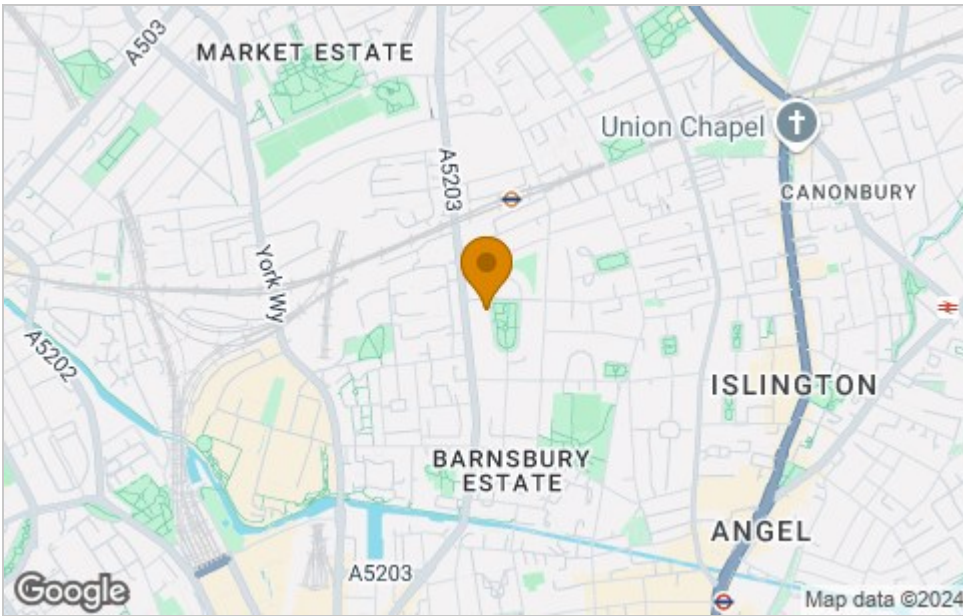 A503
MARKET ESTATE
Union Chapel
A5203
CANONBURY
York Wy
A5202
ISLINGTON
BARNSBURY
ESTATE
ANGEL
A5203
Google
Map data ©2024